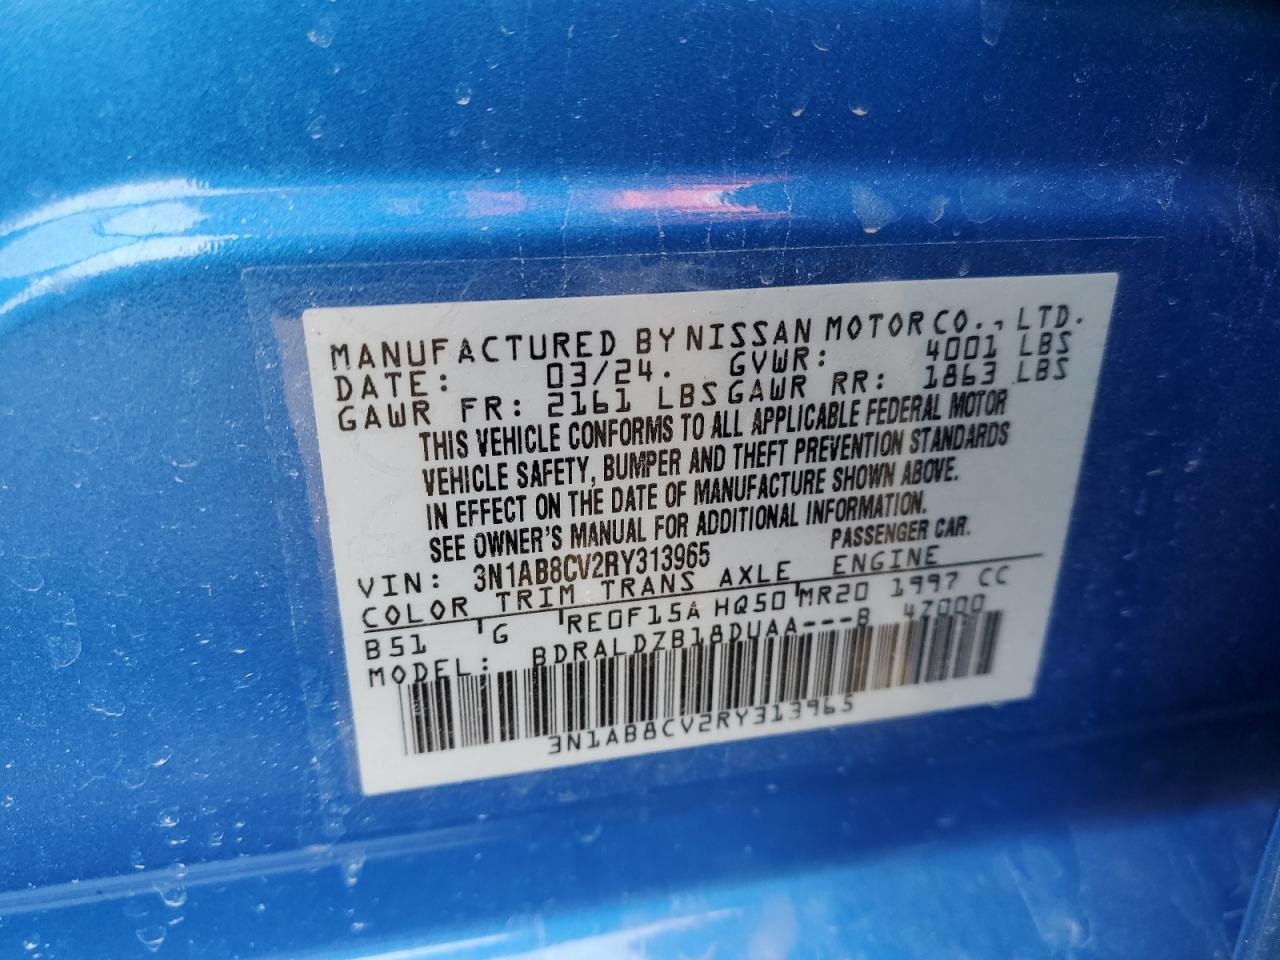 MANUFACTURED BY NISSAN MOTOR CO., LTD.
DATE: 03/24. GVWR: 4001 LBS
GAWR FR: 2161 LBS GAWR RR: 1863 LBS
THIS VEHICLE CONFORMS TO ALL APPLICABLE FEDERAL MOTOR
VEHICLE SAFETY, BUMPER AND THEFT PREVENTION STANDARDS
IN EFFECT ON THE DATE OF MANUFACTURE SHOWN ABOVE.
SEE OWNER'S MANUAL FOR ADDITIONAL INFORMATION.
VIN: 3N1AB8CV2RY313965 PASSENGER CAR.
COLOR TRIM TRANS AXLE ENGINE
B51 G RE0F15A HQ50 MR20 1997 CC
MODEL: BDRALDZB18DUAA---B 47000
3N1AB8CV2RY313965